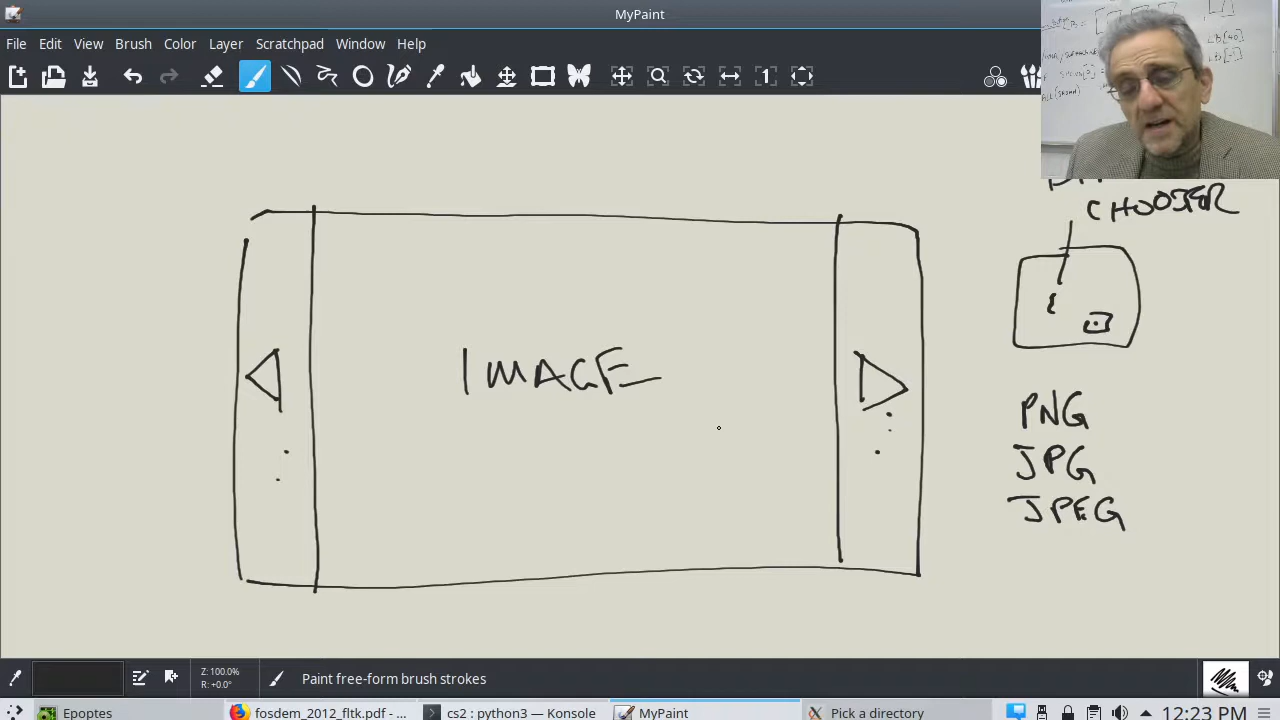 MyPaint
File Edit View Brush Color Layer Scratchpad Window Help
CHOOSER
IMAGE
PNG
JPG
JPEG
Z: 100.0%
R: +0.0°
Paint free-form brush strokes
Epoptes
fosdem_2012_fltk.pdf - ...
cs2 : python3 — Konsole
MyPaint
Pick a directory
12:23 PM